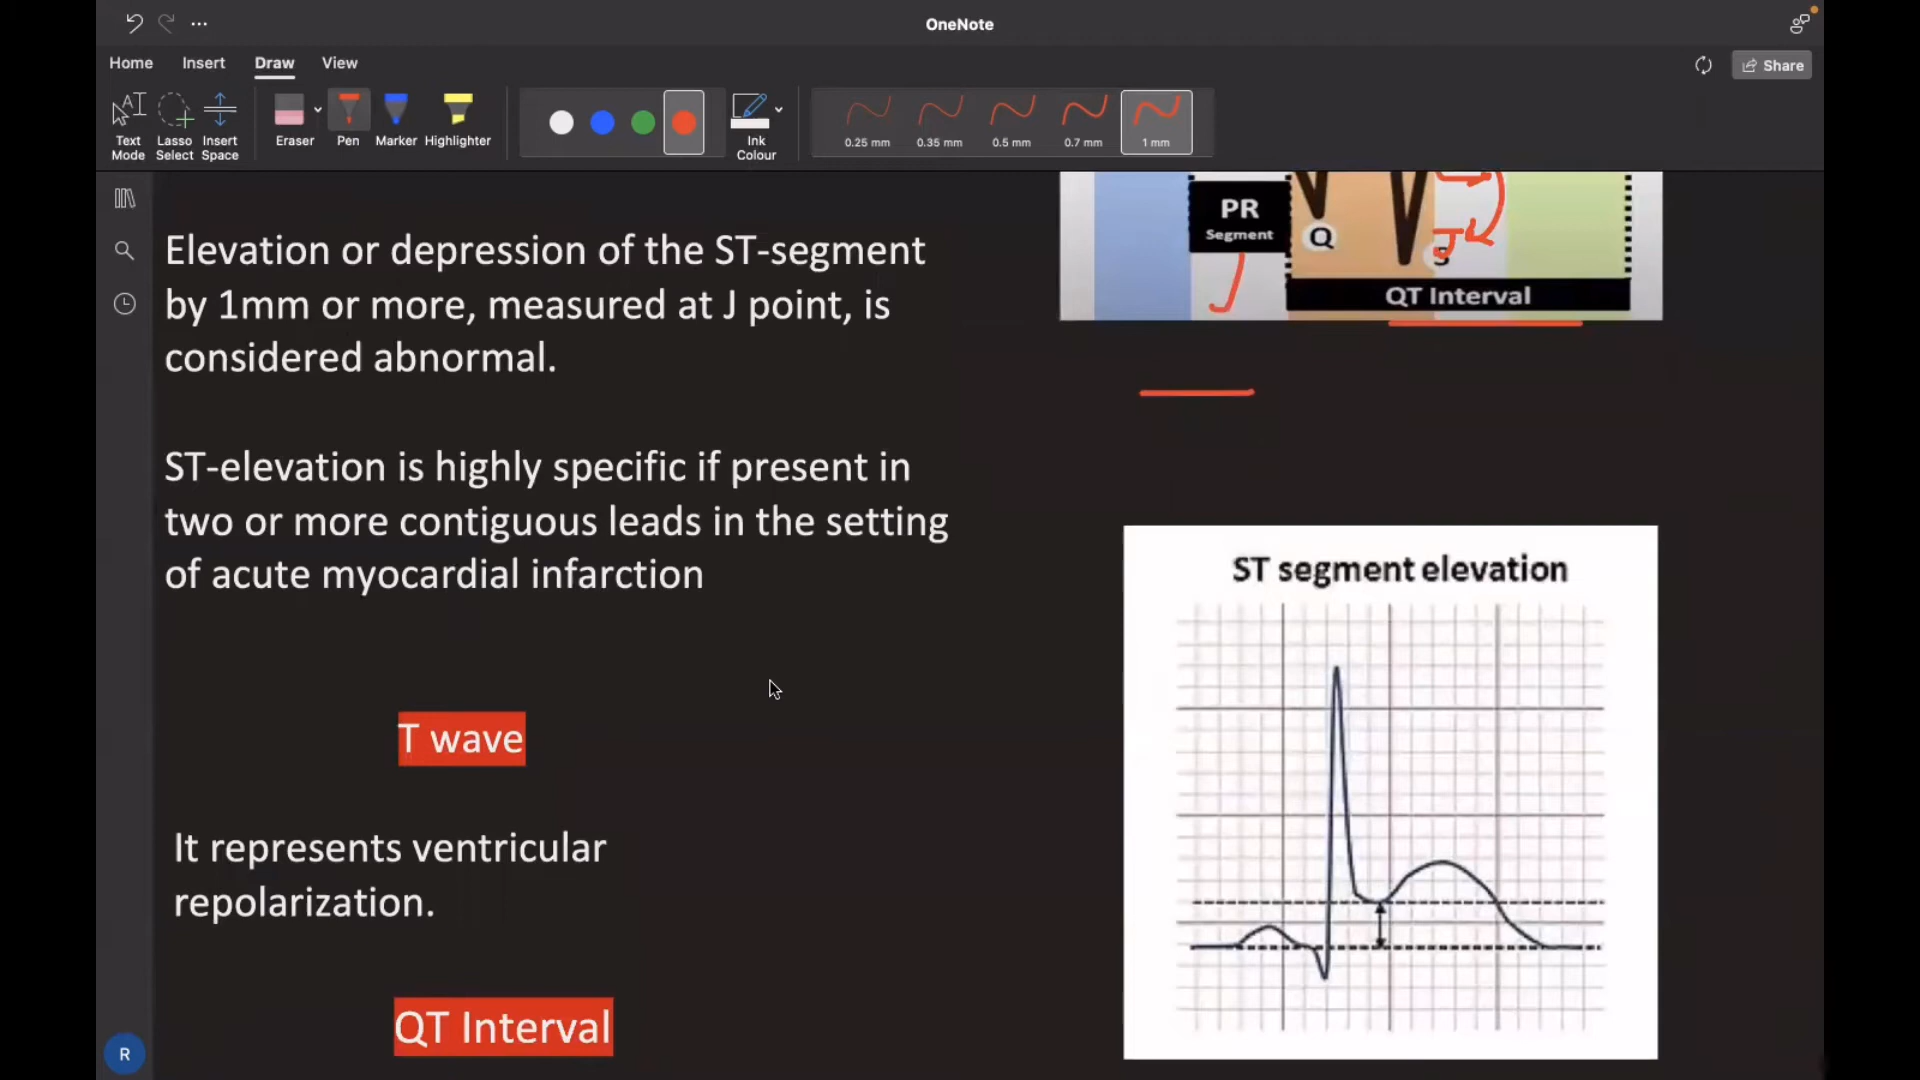 OneNote
Home Insert Draw View
Share
Text Mode
Lasso Select
Insert Space
Eraser
Pen
Marker
Highlighter
Ink Colour
0.25 mm
0.35 mm
0.5 mm
0.7 mm
1 mm
Elevation or depression of the ST-segment
by 1mm or more, measured at J point, is
considered abnormal.
ST-elevation is highly specific if present in
two or more contiguous leads in the setting
of acute myocardial infarction
T wave
It represents ventricular
repolarization.
QT Interval
PR
Segment
Q
J
S
QT Interval
ST segment elevation
R